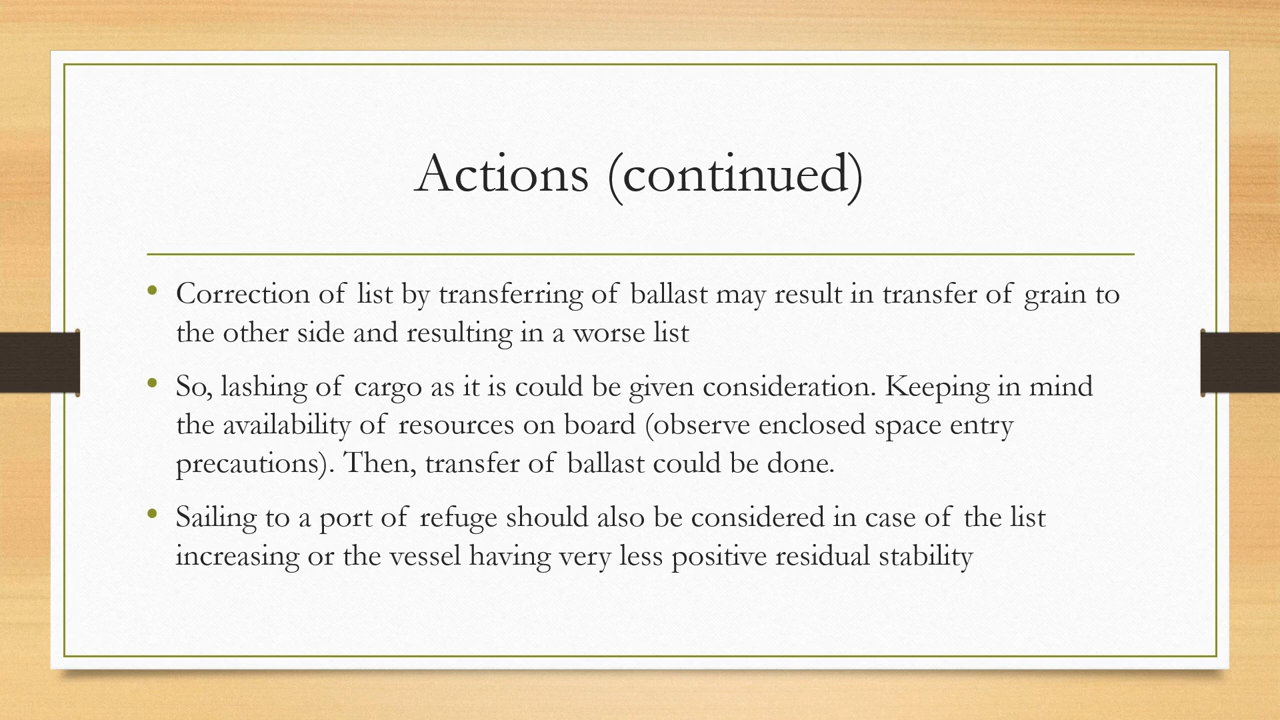 Actions (continued)
• Correction of list by transferring of ballast may result in transfer of grain to
the other side and resulting in a worse list
• So, lashing of cargo as it is could be given consideration. Keeping in mind
the availability of resources on board (observe enclosed space entry
precautions). Then, transfer of ballast could be done.
• Sailing to a port of refuge should also be considered in case of the list
increasing or the vessel having very less positive residual stability